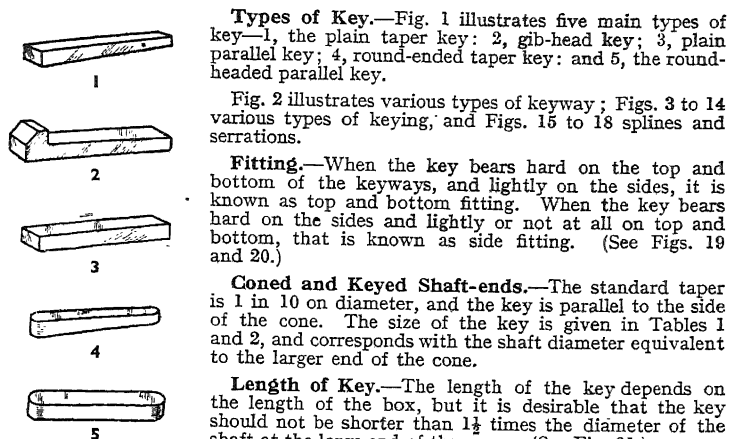 Types of Key.—Fig. 1 illustrates five main types of
key—1, the plain taper key: 2, gib-head key; 3, plain
parallel key; 4, round-ended taper key: and 5, the round-
headed parallel key.
Fig. 2 illustrates various types of keyway; Figs. 3 to 14
various types of keying, and Figs. 15 to 18 splines and
serrations.
Fitting.—When the key bears hard on the top and
bottom of the keyways, and lightly on the sides, it is
known as top and bottom fitting. When the key bears
hard on the sides and lightly or not at all on top and
bottom, that is known as side fitting. (See Figs. 19
and 20.)
Coned and Keyed Shaft-ends.—The standard taper
is 1 in 10 on diameter, and the key is parallel to the side
of the cone. The size of the key is given in Tables 1
and 2, and corresponds with the shaft diameter equivalent
to the larger end of the cone.
Length of Key.—The length of the key depends on
the length of the box, but it is desirable that the key
should not be shorter than 1½ times the diameter of the
1
2
3
4
5